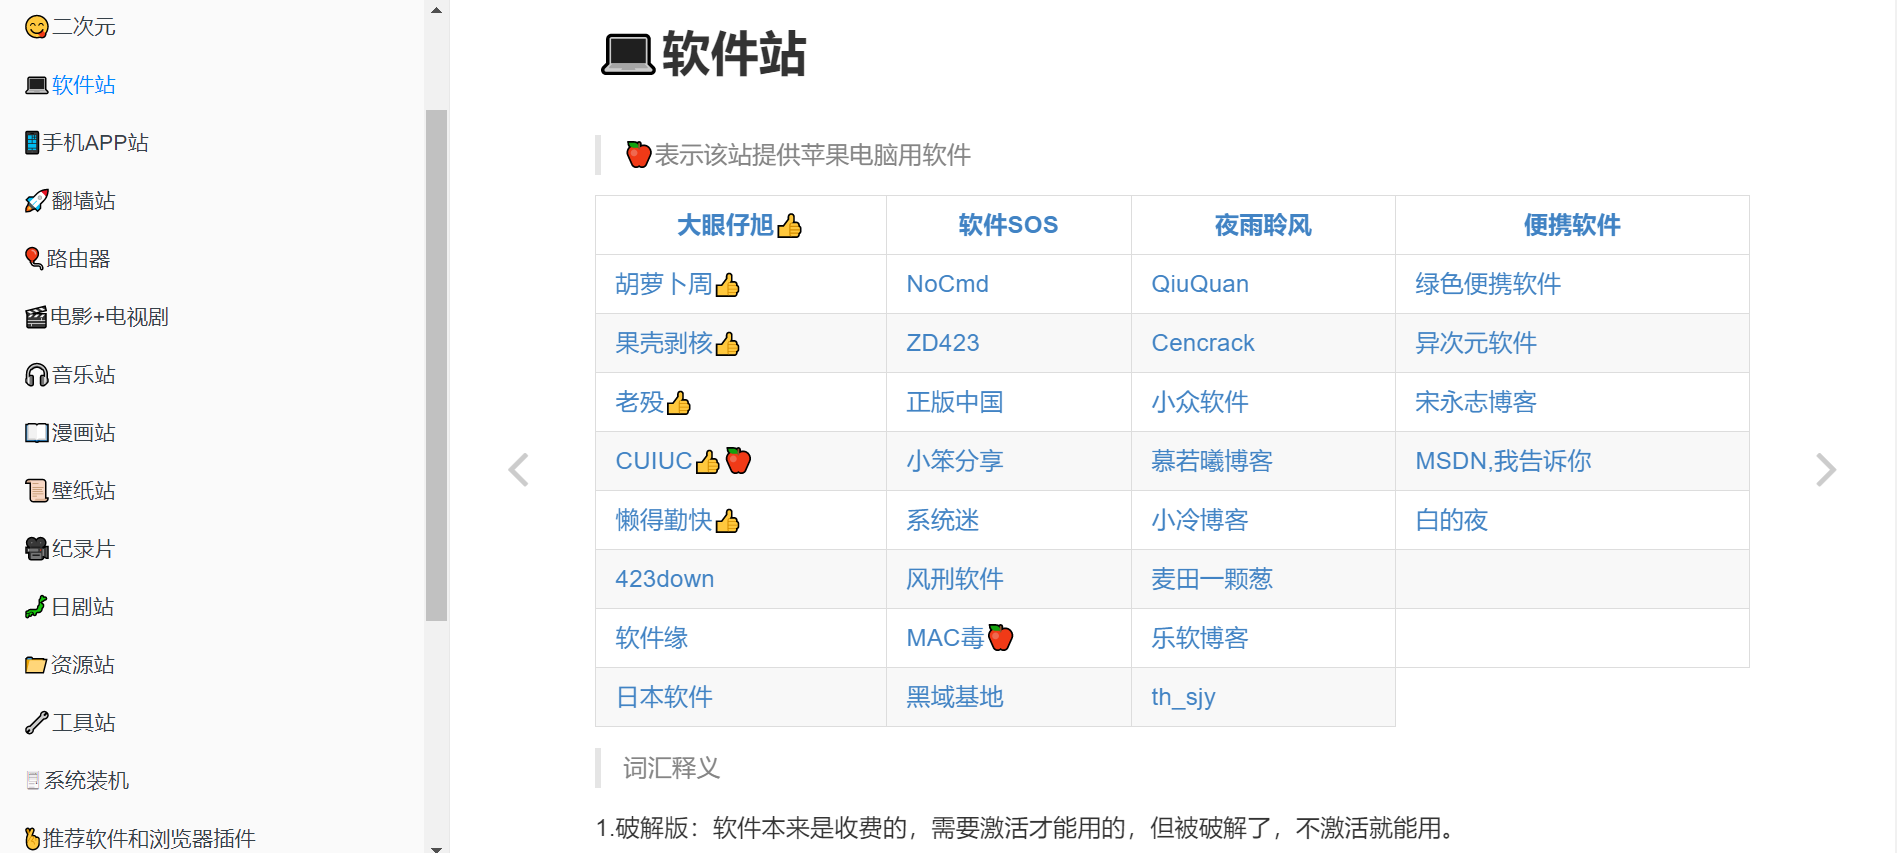 😋二次元
💻软件站
📱手机APP站
🚀翻墙站
🎈路由器
🎬电影+电视剧
🎧音乐站
📖漫画站
📜壁纸站
🎥纪录片
🗾日剧站
📁资源站
🔧工具站
系统装机
推荐软件和浏览器插件
💻软件站
🍎表示该站提供苹果电脑用软件
大眼仔旭👍 软件SOS 夜雨聆风 便携软件
胡萝卜周👍 NoCmd QiuQuan 绿色便携软件
果壳剥核👍 ZD423 Cencrack 异次元软件
老殁👍 正版中国 小众软件 宋永志博客
CUIUC👍🍎 小笨分享 慕若曦博客 MSDN,我告诉你
懒得勤快👍 系统迷 小冷博客 白的夜
423down 风刑软件 麦田一颗葱
软件缘 MAC毒🍎 乐软博客
日本软件 黑域基地 th_sjy
词汇释义
1.破解版：软件本来是收费的，需要激活才能用的，但被破解了，不激活就能用。